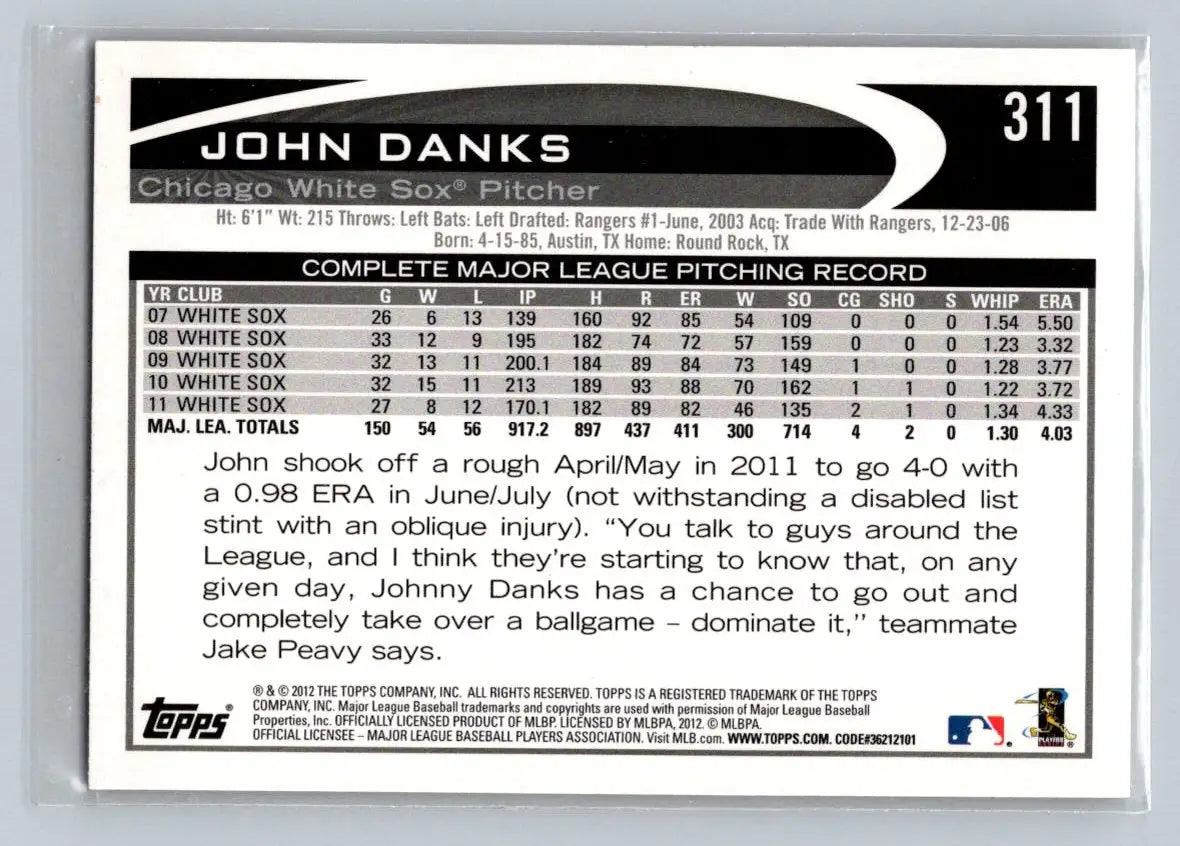 311
JOHN DANKS
Chicago White Sox® Pitcher
Ht: 6'1" Wt: 215 Throws: Left Bats: Left Drafted: Rangers #1-June, 2003 Acq: Trade With Rangers, 12-23-06
Born: 4-15-85, Austin, TX Home: Round Rock, TX
COMPLETE MAJOR LEAGUE PITCHING RECORD
YR CLUB G W L IP H R ER W SO CG SHO S WHIP ERA
07 WHITE SOX 26 6 13 139 160 92 85 54 109 0 0 0 1.54 5.50
08 WHITE SOX 33 12 9 195 182 74 72 57 159 0 0 0 1.23 3.32
09 WHITE SOX 32 13 11 200.1 184 89 84 73 149 1 0 0 1.28 3.77
10 WHITE SOX 32 15 11 213 189 93 88 70 162 1 1 0 1.22 3.72
11 WHITE SOX 27 8 12 170.1 182 89 82 46 135 2 1 0 1.34 4.33
MAJ. LEA. TOTALS 150 54 56 917.2 897 437 411 300 714 4 2 0 1.30 4.03
John shook off a rough April/May in 2011 to go 4-0 with
a 0.98 ERA in June/July (not withstanding a disabled list
stint with an oblique injury). “You talk to guys around the
League, and I think they’re starting to know that, on any
given day, Johnny Danks has a chance to go out and
completely take over a ballgame – dominate it,” teammate
Jake Peavy says.
topps®
® & © 2012 THE TOPPS COMPANY, INC. ALL RIGHTS RESERVED. TOPPS IS A REGISTERED TRADEMARK OF THE TOPPS
COMPANY, INC. Major League Baseball trademarks and copyrights are used with permission of Major League Baseball
Properties, Inc. OFFICIALLY LICENSED PRODUCT OF MLBP. LICENSED BY MLBPA, 2012. © MLBPA.
OFFICIAL LICENSEE – MAJOR LEAGUE BASEBALL PLAYERS ASSOCIATION. Visit MLB.com. WWW.TOPPS.COM. CODE#36212101
PLAYERS